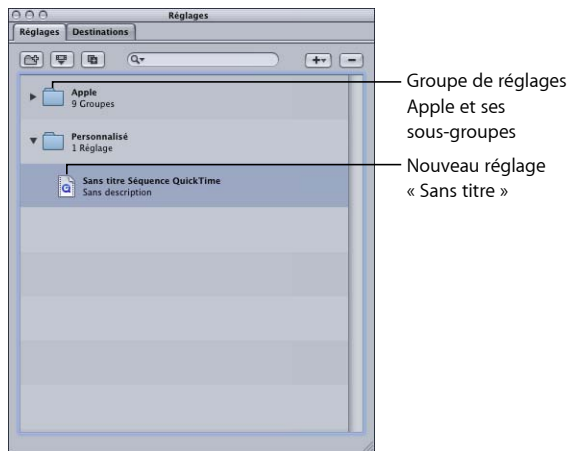 Réglages
Réglages Destinations
Apple
9 Groupes
Personnalisé
1 Réglage
Sans titre Séquence QuickTime
Sans description
Groupe de réglages
Apple et ses
sous-groupes
Nouveau réglage
« Sans titre »